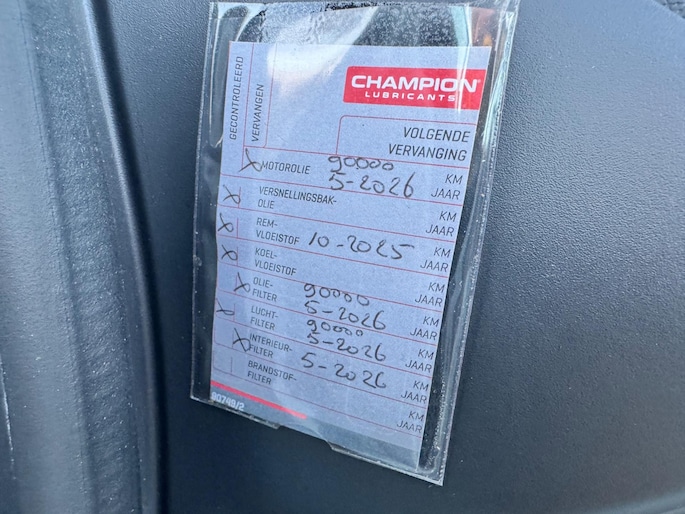 GECONTROLEERD
VERVANGEN
CHAMPION
LUBRICANTS
VOLGENDE
VERVANGING
X MOTOROLIE 90000 KM
5-2026 JAAR
X VERSNELLINGSBAK- KM
OLIE JAAR
X REM- KM
VLOEISTOF 10-2025 JAAR
X KOEL- KM
VLOEISTOF JAAR
X OLIE- 90000 KM
FILTER 5-2026 JAAR
X LUCHT- 90000 KM
FILTER 5-2026 JAAR
X INTERIEUR- KM
FILTER 5-2026 JAAR
BRANDSTOF- KM
FILTER JAAR
90749/2